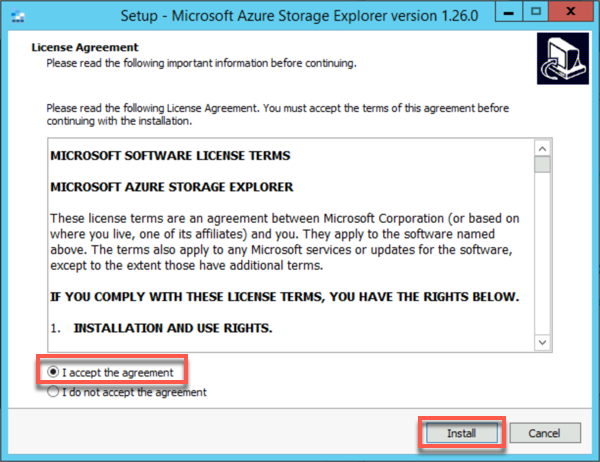 Setup - Microsoft Azure Storage Explorer version 1.26.0
License Agreement
Please read the following important information before continuing.
Please read the following License Agreement. You must accept the terms of this agreement before
continuing with the installation.
MICROSOFT SOFTWARE LICENSE TERMS
MICROSOFT AZURE STORAGE EXPLORER
These license terms are an agreement between Microsoft Corporation (or based on
where you live, one of its affiliates) and you. They apply to the software named
above. The terms also apply to any Microsoft services or updates for the software,
except to the extent those have additional terms.
IF YOU COMPLY WITH THESE LICENSE TERMS, YOU HAVE THE RIGHTS BELOW.
1. INSTALLATION AND USE RIGHTS.
I accept the agreement
I do not accept the agreement
Install
Cancel